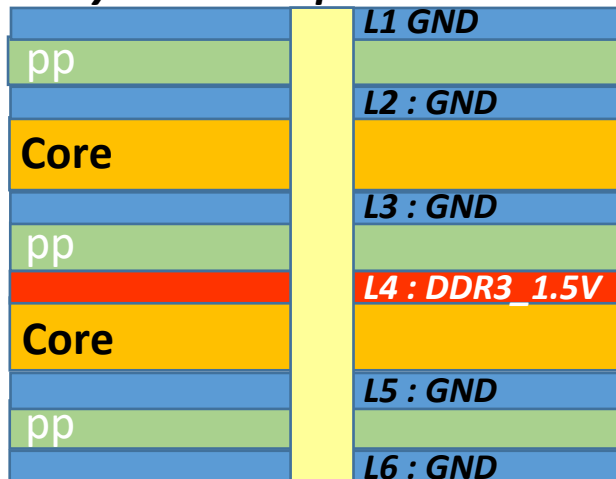 L1 GND
pp
L2 : GND
Core
L3 : GND
pp
L4 : DDR3_1.5V
Core
L5 : GND
pp
L6 : GND